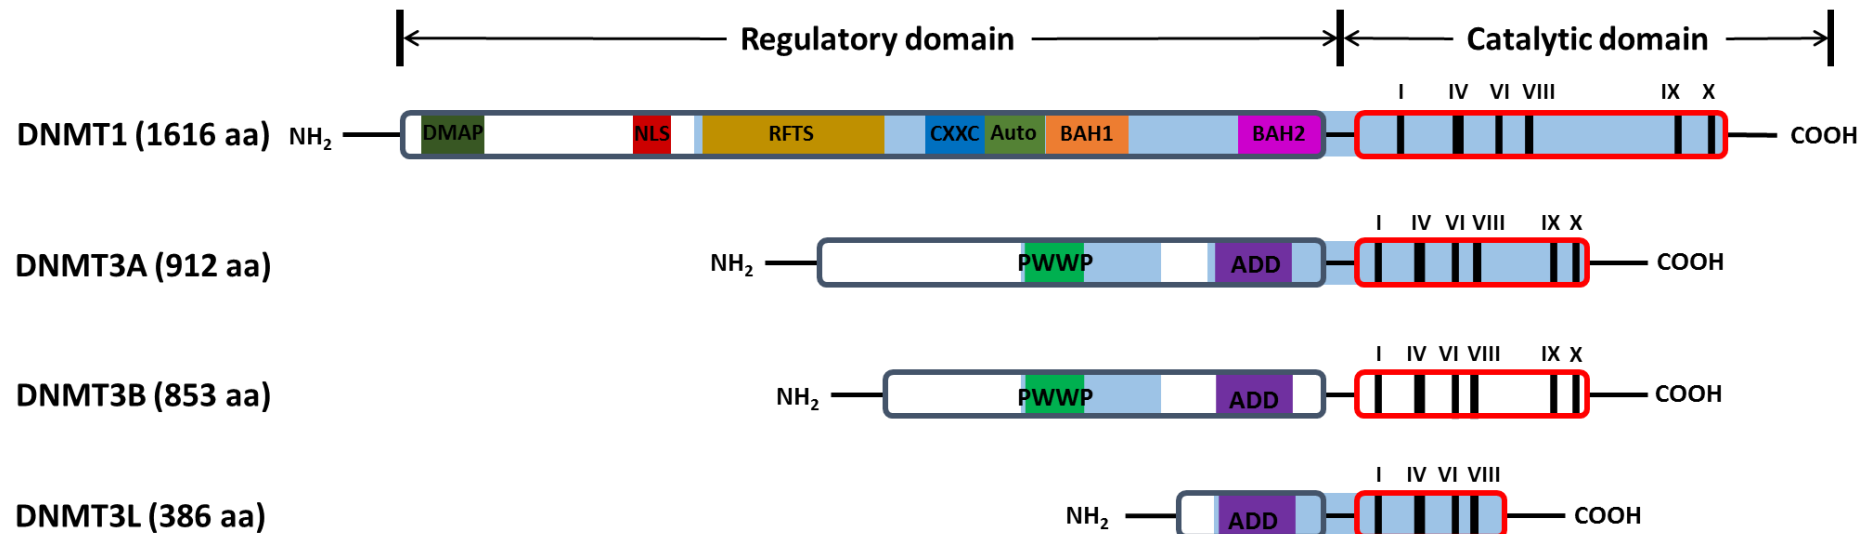 Regulatory domain Catalytic domain
I IV VI VIII IX X
DNMT1 (1616 aa) NH₂ DMAP NLS RFTS CXXC Auto BAH1 BAH2 COOH
I IV VI VIII IX X
DNMT3A (912 aa) NH₂ PWWP ADD COOH
I IV VI VIII IX X
DNMT3B (853 aa) NH₂ PWWP ADD COOH
I IV VI VIII
DNMT3L (386 aa) NH₂ ADD COOH